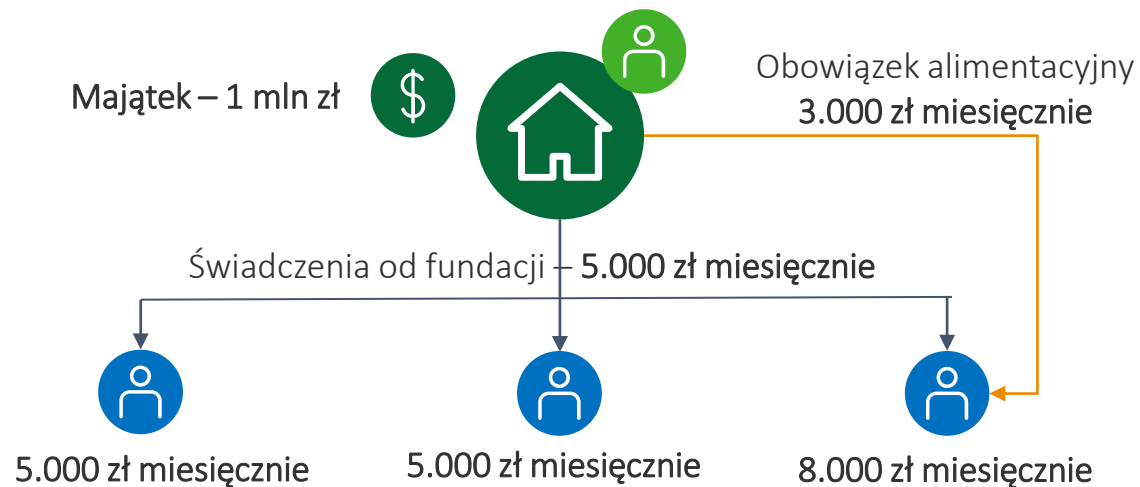 Obowiązek alimentacyjny
3.000 zł miesięcznie
Majątek – 1 mln zł
$
Świadczenia od fundacji – 5.000 zł miesięcznie
5.000 zł miesięcznie
5.000 zł miesięcznie
8.000 zł miesięcznie